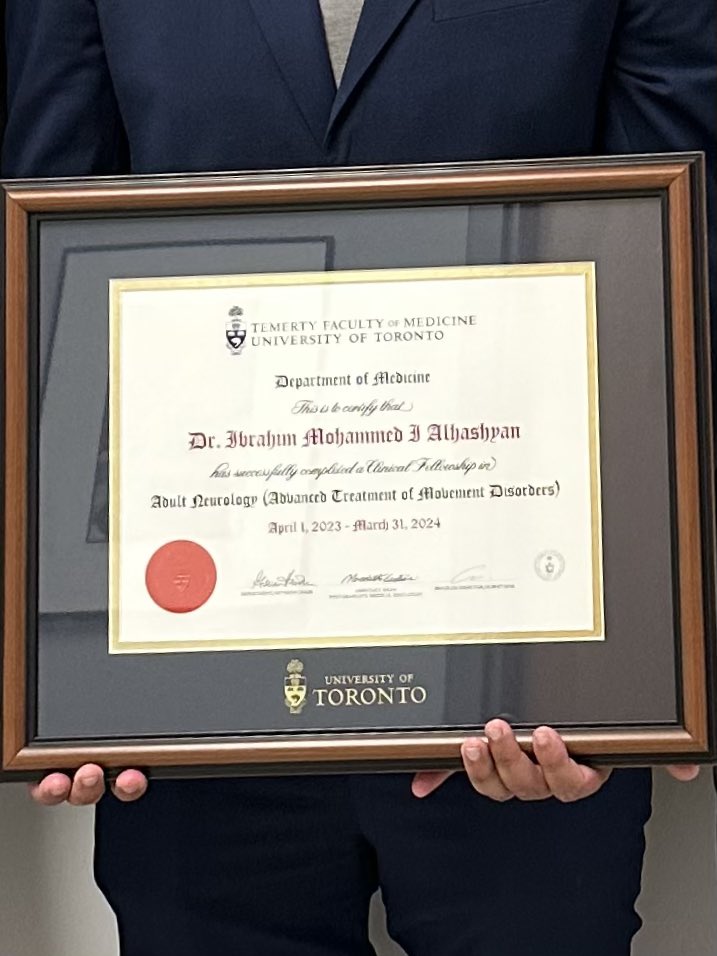 TEMERTY FACULTY OF MEDICINE
UNIVERSITY OF TORONTO
Department of Medicine
This is to certify that
Dr. Ibrahim Mohammed I Alhashyan
has successfully completed a Clinical Fellowship in
Adult Neurology (Advanced Treatment of Movement Disorders)
April 1, 2023 - March 31, 2024
UNIVERSITY OF
TORONTO